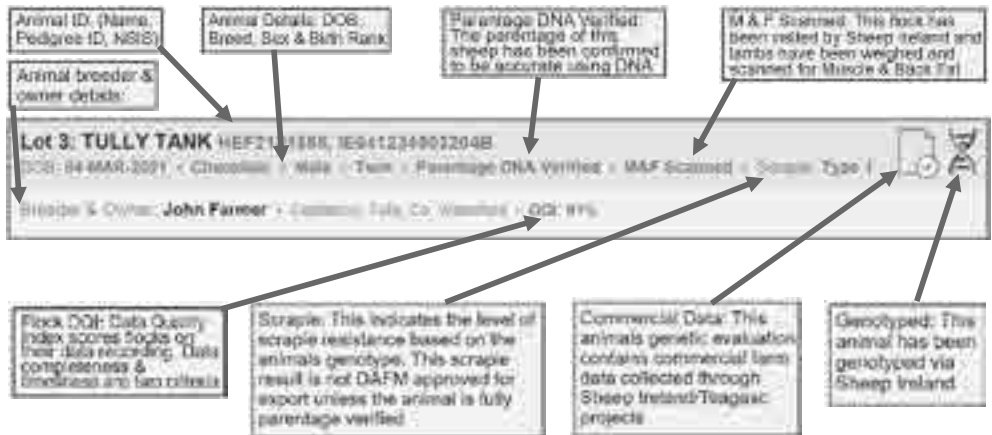 Animal ID: (Name,
Pedigree ID, NSIS)
Animal Details: DOB,
Breed, Sex & Birth Rank
Parentage DNA Verified:
The parentage of this
sheep has been confirmed
to be accurate using DNA
M & F Scanned: This flock has
been visited by Sheep Ireland and
lambs have been weighed and
scanned for Muscle & Back Fat
Animal breeder &
owner details:
Lot 3: TULLY TANK
DOB: 04-MAR-2021 • Charollais • Male • Twin • Parentage DNA Verified • M&F Scanned • Scrapie: Type 1
Breeder & Owner: John Farmer • Co. Waterford • DQI:
Flock DQI: Data Quality
Index scores flocks on
their data recording. Data
completeness &
timeliness are two criteria
Scrapie: This indicates the level of
scrapie resistance based on the
animals genotype. This scrapie
result is not DAFM approved for
export unless the animal is fully
parentage verified
Commercial Data: This
animals genetic evaluation
contains commercial farm
data collected through
Sheep Ireland/Teagasc
projects
Genotyped: This
animal has been
genotyped via
Sheep Ireland